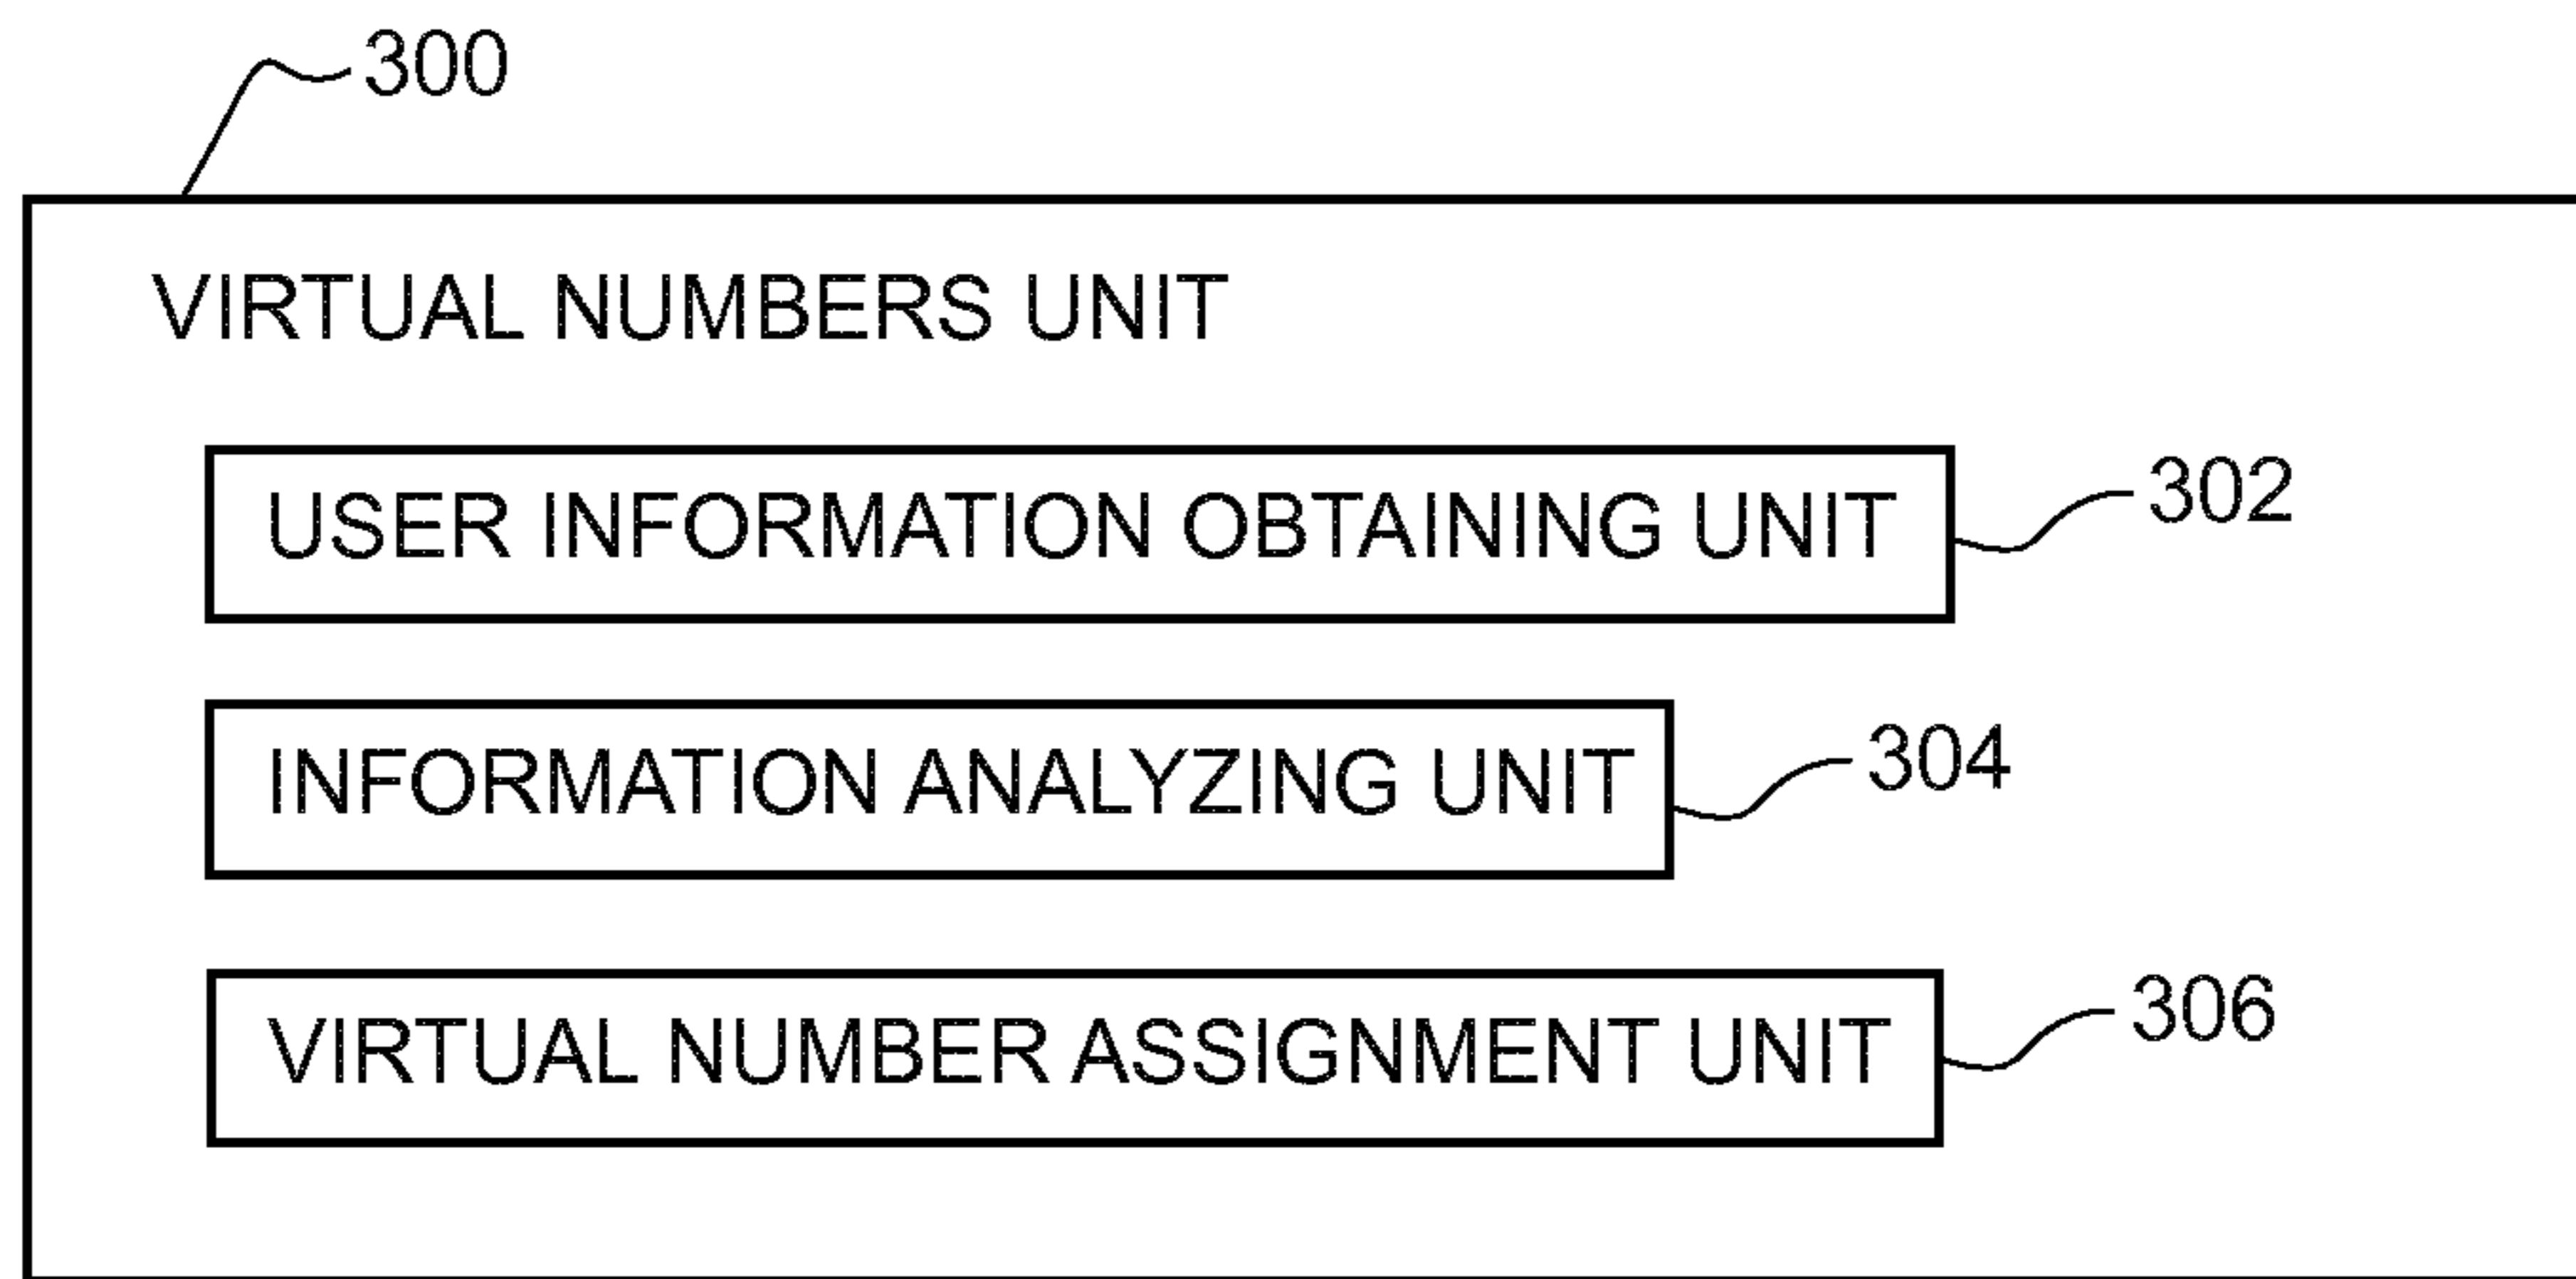 300
VIRTUAL NUMBERS UNIT
USER INFORMATION OBTAINING UNIT
302
INFORMATION ANALYZING UNIT
304
VIRTUAL NUMBER ASSIGNMENT UNIT
306